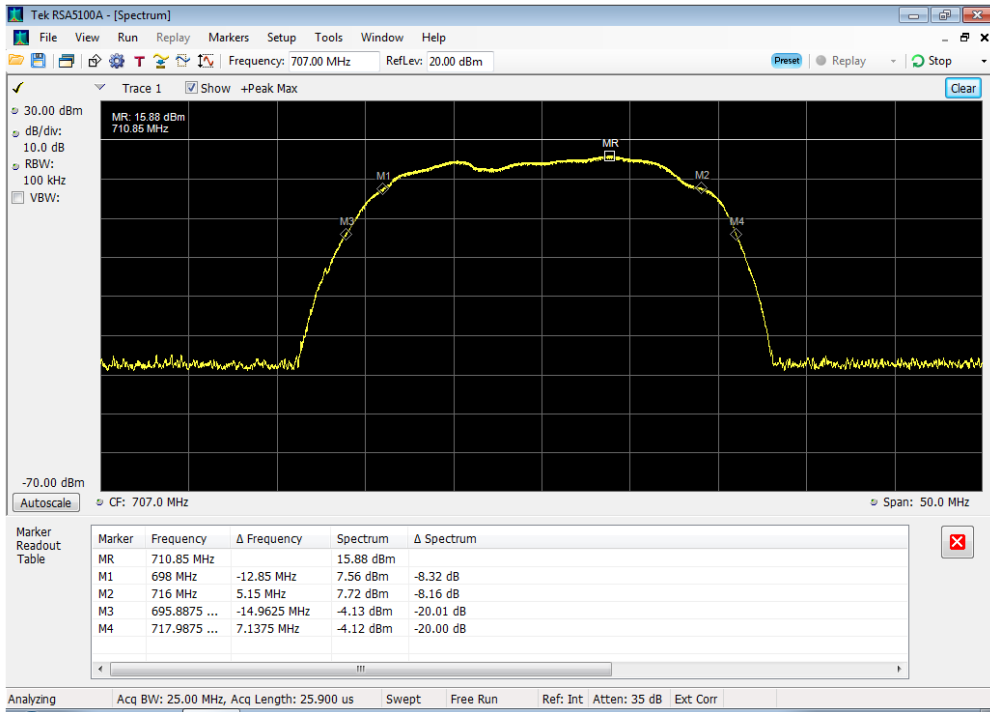 Tek RSA5100A - [Spectrum]
File View Run Replay Markers Setup Tools Window Help
T Frequency: 707.00 MHz RefLev: 20.00 dBm Preset Replay Stop
Trace 1 Show +Peak Max Clear
30.00 dBm
dB/div:
10.0 dB
RBW:
100 kHz
VBW:
MR: 15.88 dBm
710.85 MHz
MR
M1
M2
M3
M4
-70.00 dBm
Autoscale CF: 707.0 MHz Span: 50.0 MHz
Marker
Readout
Table
Marker Frequency Δ Frequency Spectrum Δ Spectrum
MR 710.85 MHz 15.88 dBm
M1 698 MHz -12.85 MHz 7.56 dBm -8.32 dB
M2 716 MHz 5.15 MHz 7.72 dBm -8.16 dB
M3 695.8875 ... -14.9625 MHz -4.13 dBm -20.01 dB
M4 717.9875 ... 7.1375 MHz -4.12 dBm -20.00 dB
Analyzing Acq BW: 25.00 MHz, Acq Length: 25.900 us Swept Free Run Ref: Int Atten: 35 dB Ext Corr